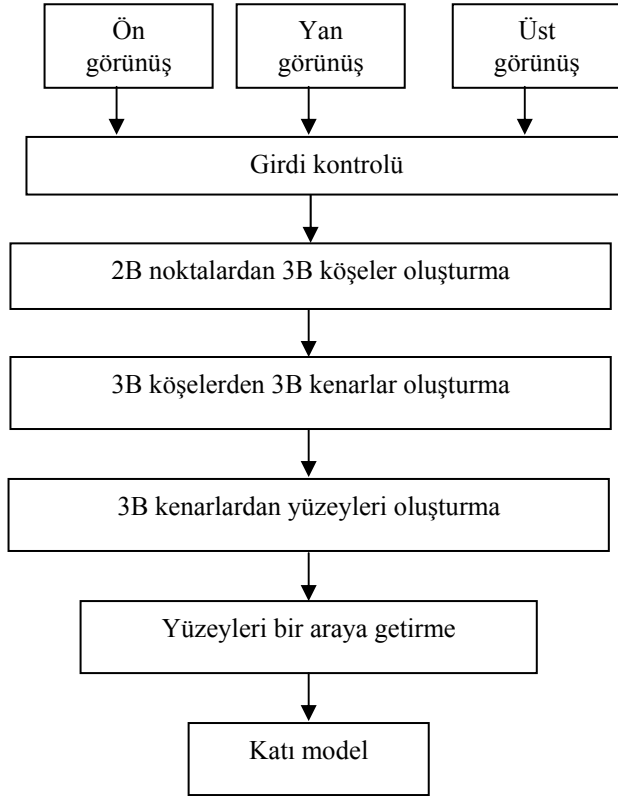 Ön
görünüş
Yan
görünüş
Üst
görünüş
Girdi kontrolü
2B noktalardan 3B köşeler oluşturma
3B köşelerden 3B kenarlar oluşturma
3B kenarlardan yüzeyleri oluşturma
Yüzeyleri bir araya getirme
Katı model